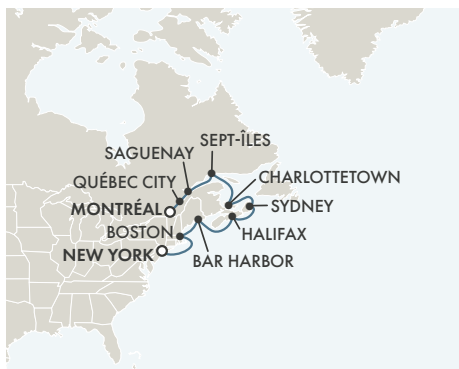 SEPT-ÎLES
SAGUENAY
CHARLOTTETOWN
QUÉBEC CITY
SYDNEY
MONTRÉAL
BOSTON
HALIFAX
NEW YORK
BAR HARBOR